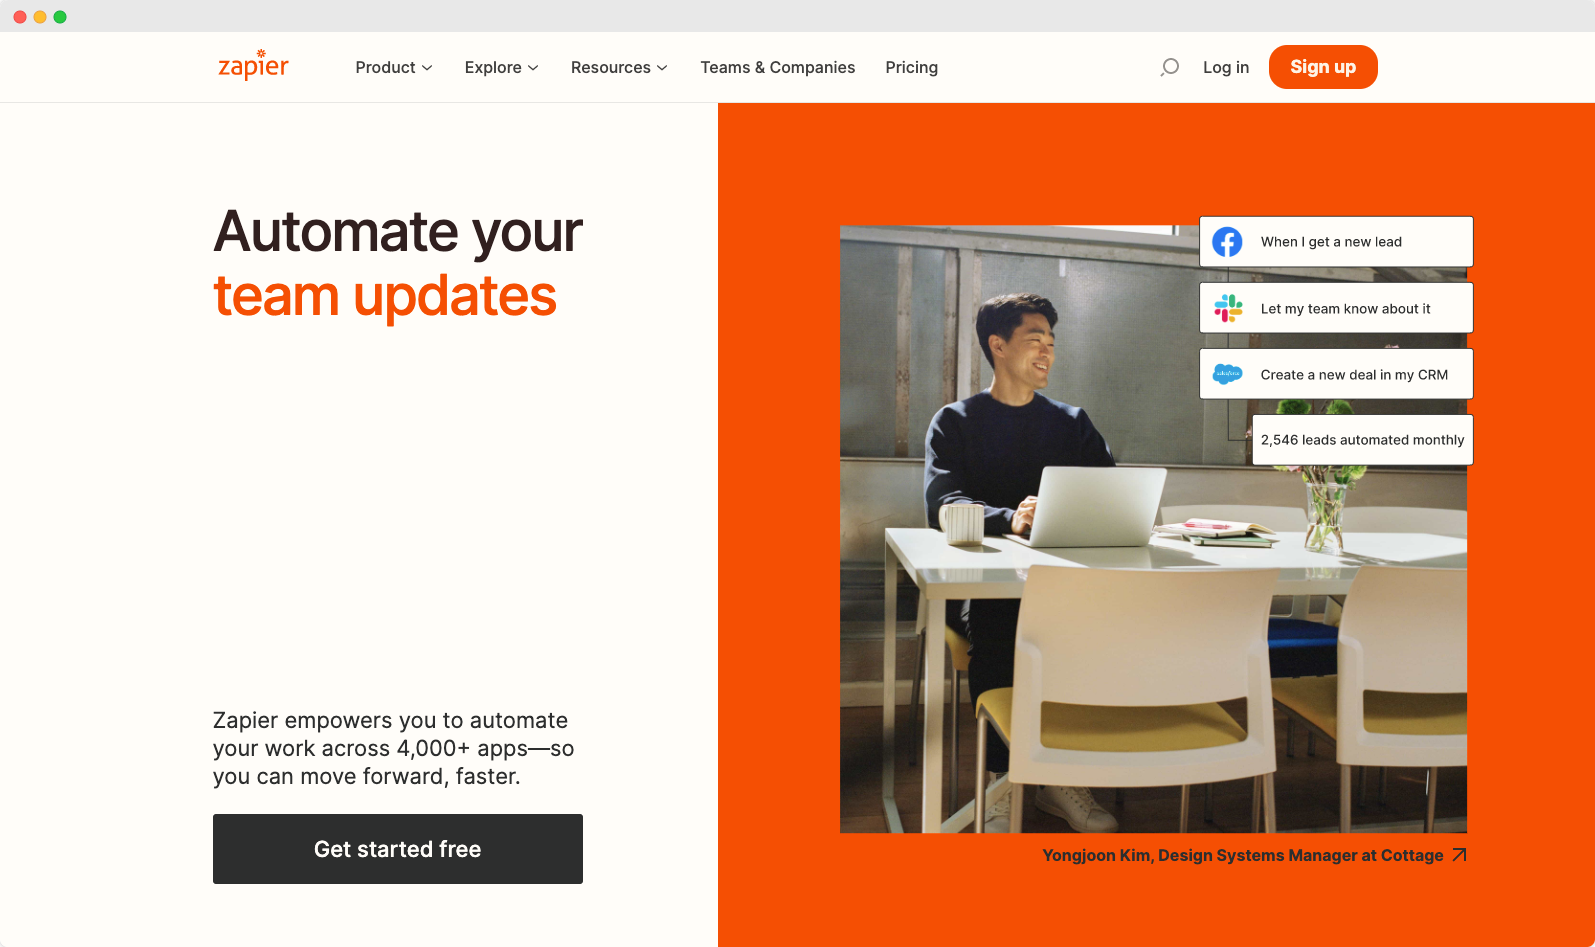 zapier
Product
Explore
Resources
Teams & Companies
Pricing
Log in
Sign up
Automate your
team updates
Zapier empowers you to automate
your work across 4,000+ apps—so
you can move forward, faster.
Get started free
When I get a new lead
Let my team know about it
salesforce
Create a new deal in my CRM
2,546 leads automated monthly
Yongjoon Kim, Design Systems Manager at Cottage